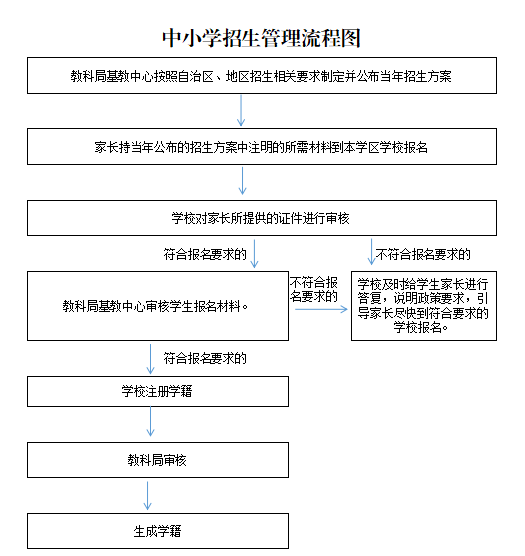 中小学招生管理流程图
教科局基教中心按照自治区、地区招生相关要求制定并公布当年招生方案
家长持当年公布的招生方案中注明的所需材料到本学区学校报名
学校对家长所提供的证件进行审核
符合报名要求的
不符合报名要求的
教科局基教中心审核学生报名材料。
不符合报
名要求的
学校及时给学生家长进行
答复，说明政策要求，引
导家长尽快到符合要求的
学校报名。
符合报名要求的
学校注册学籍
教科局审核
生成学籍